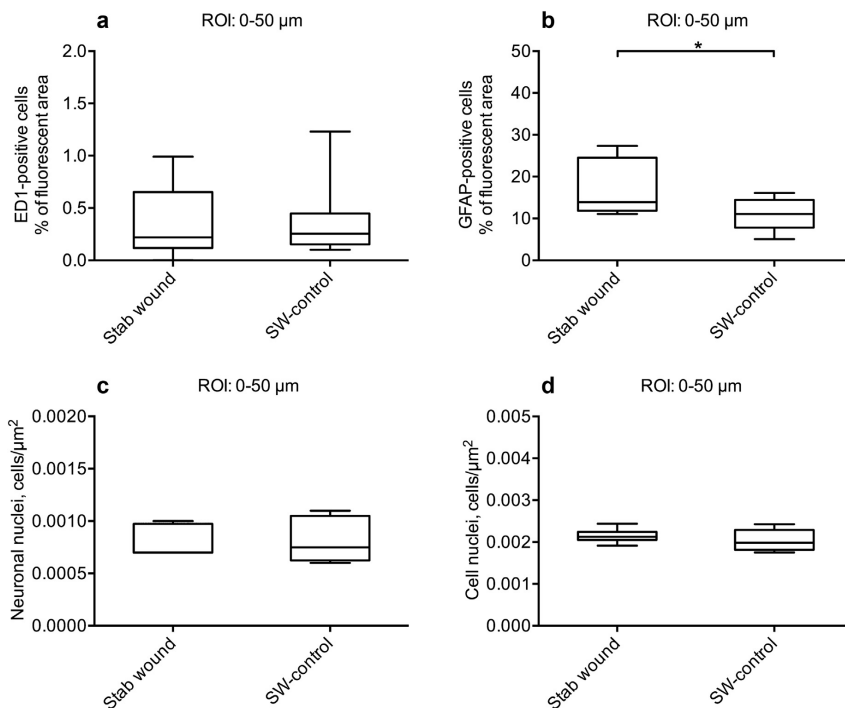 a
ROI: 0-50 µm
ED1-positive cells
% of fluorescent area
2.0
1.5
1.0
0.5
0.0
Stab wound
SW-control
b
ROI: 0-50 µm
*
GFAP-positive cells
% of fluorescent area
50
40
30
20
10
0
Stab wound
SW-control
c
ROI: 0-50 µm
Neuronal nuclei, cells/µm²
0.0020
0.0015
0.0010
0.0005
0.0000
Stab wound
SW-control
d
ROI: 0-50 µm
Cell nuclei, cells/µm²
0.005
0.004
0.003
0.002
0.001
0.000
Stab wound
SW-control